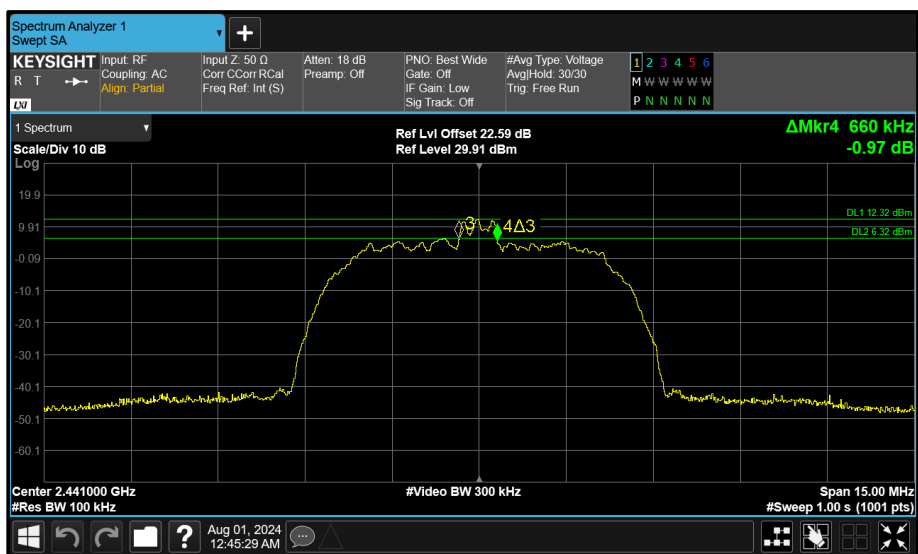 Spectrum Analyzer 1
Swept SA
KEYSIGHT
R T
LXI
Input: RF
Coupling: AC
Align: Partial
Input Z: 50 Ω
Corr CCorr RCal
Freq Ref: Int (S)
Atten: 18 dB
Preamp: Off
PNO: Best Wide
Gate: Off
IF Gain: Low
Sig Track: Off
#Avg Type: Voltage
Avg|Hold: 30/30
Trig: Free Run
1 2 3 4 5 6
M W W W W W
P N N N N N
1 Spectrum
Scale/Div 10 dB
Ref Lvl Offset 22.59 dB
Ref Level 29.91 dBm
ΔMkr4 660 kHz
-0.97 dB
Log
19.9
DL1 12.32 dBm
9.91
3
4Δ3
DL2 6.32 dBm
-0.09
-10.1
-20.1
-30.1
-40.1
-50.1
-60.1
Center 2.441000 GHz
#Video BW 300 kHz
Span 15.00 MHz
#Res BW 100 kHz
#Sweep 1.00 s (1001 pts)
?
Aug 01, 2024
12:45:29 AM